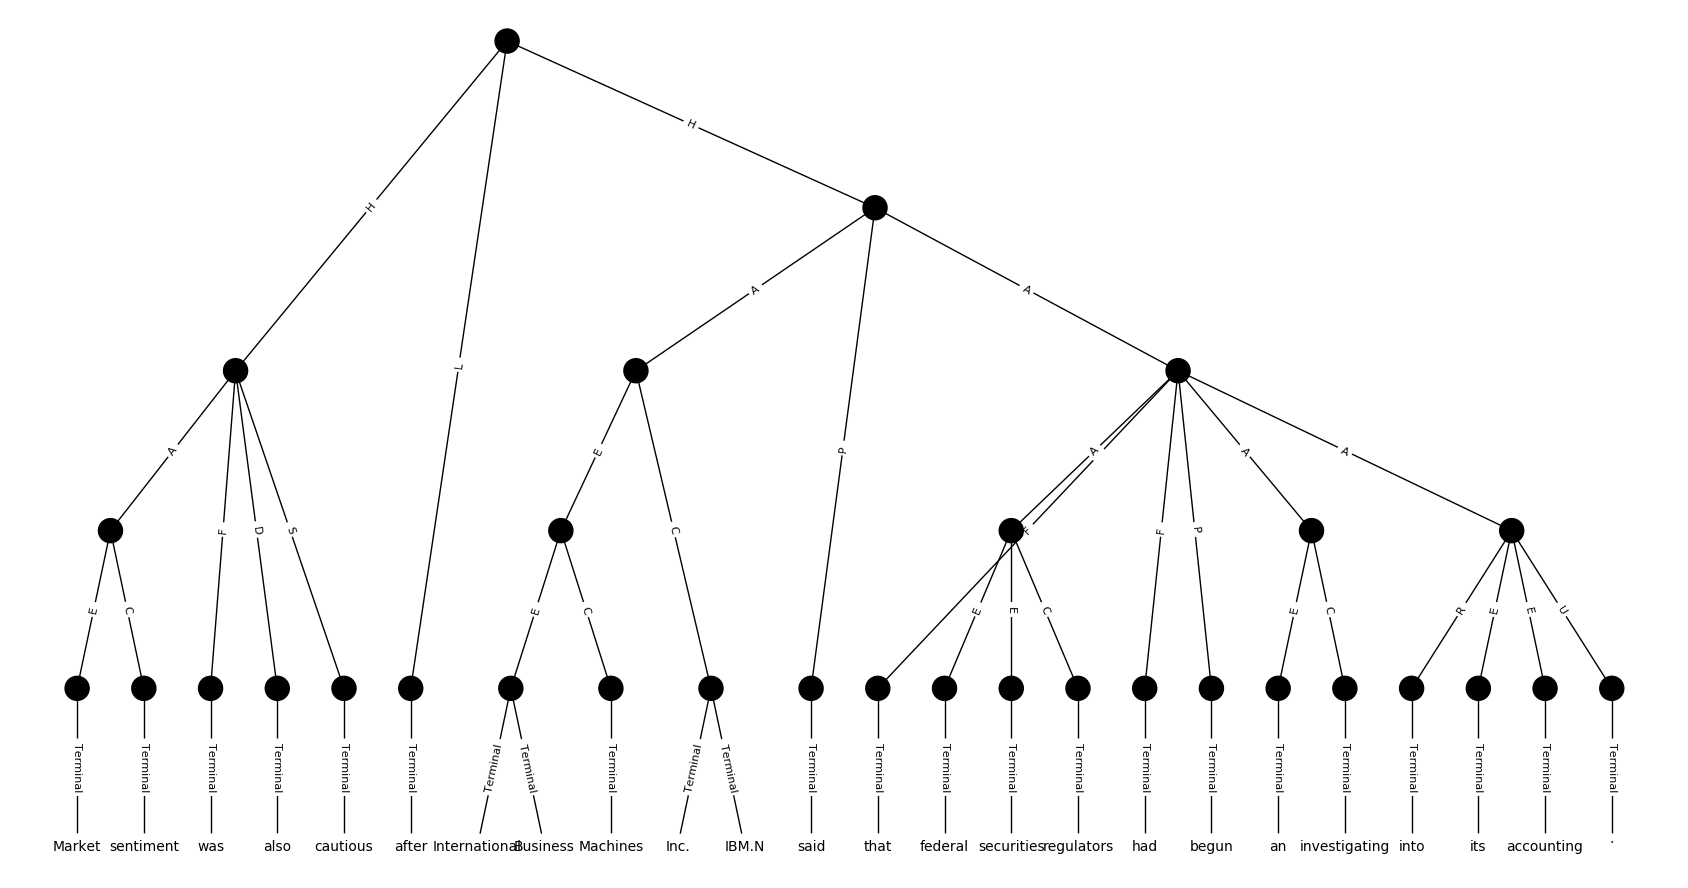 H
H
H
L
A
A
A
F
D
S
E
C
P
A
F
F
P
A
A
E
C
E
C
E
E
C
E
C
R
E
E
U
Terminal Terminal Terminal Terminal Terminal Terminal Terminal Terminal Terminal Terminal Terminal Terminal Terminal Terminal Terminal Terminal Terminal Terminal Terminal Terminal Terminal Terminal Terminal Terminal
Market sentiment was also cautious after International Business Machines Inc. IBM.N said that federal securities regulators had begun an investigating into its accounting .